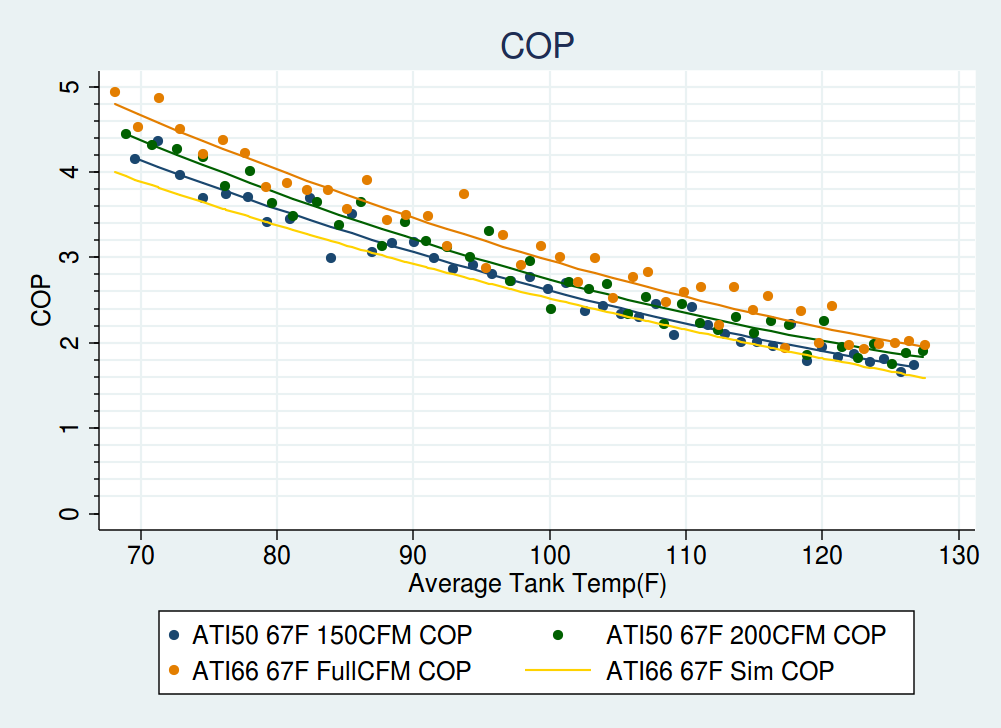 COP
5
4
3
2
1
0
COP
70 80 90 100 110 120 130
Average Tank Temp(F)
ATI50 67F 150CFM COP ATI50 67F 200CFM COP
ATI66 67F FullCFM COP ATI66 67F Sim COP